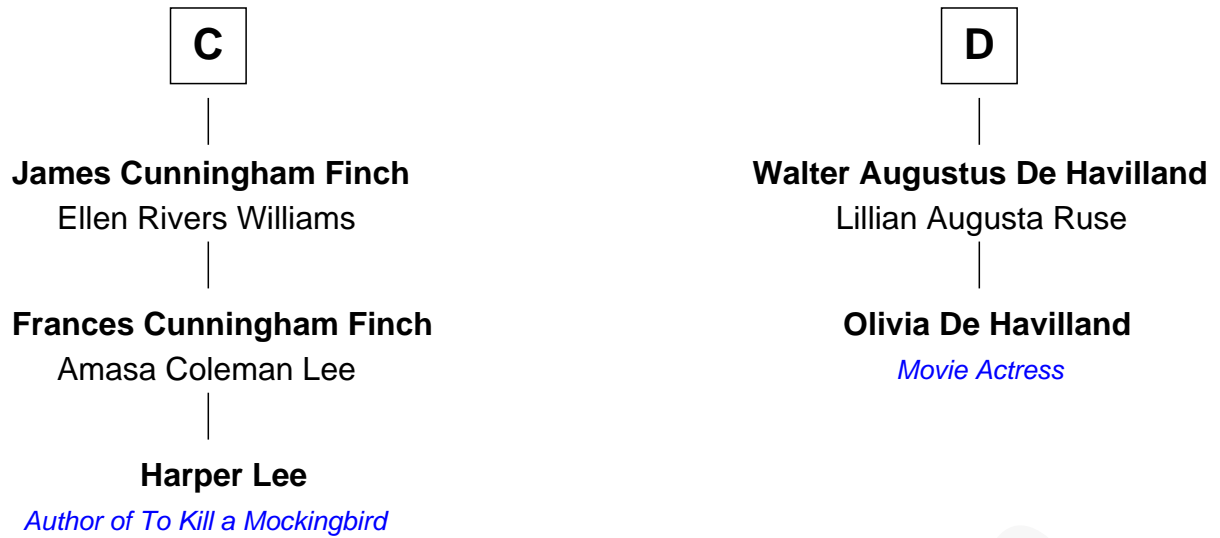 C
James Cunningham Finch
Ellen Rivers Williams
Frances Cunningham Finch
Amasa Coleman Lee
Harper Lee
Author of To Kill a Mockingbird
D
Walter Augustus De Havilland
Lillian Augusta Ruse
Olivia De Havilland
Movie Actress